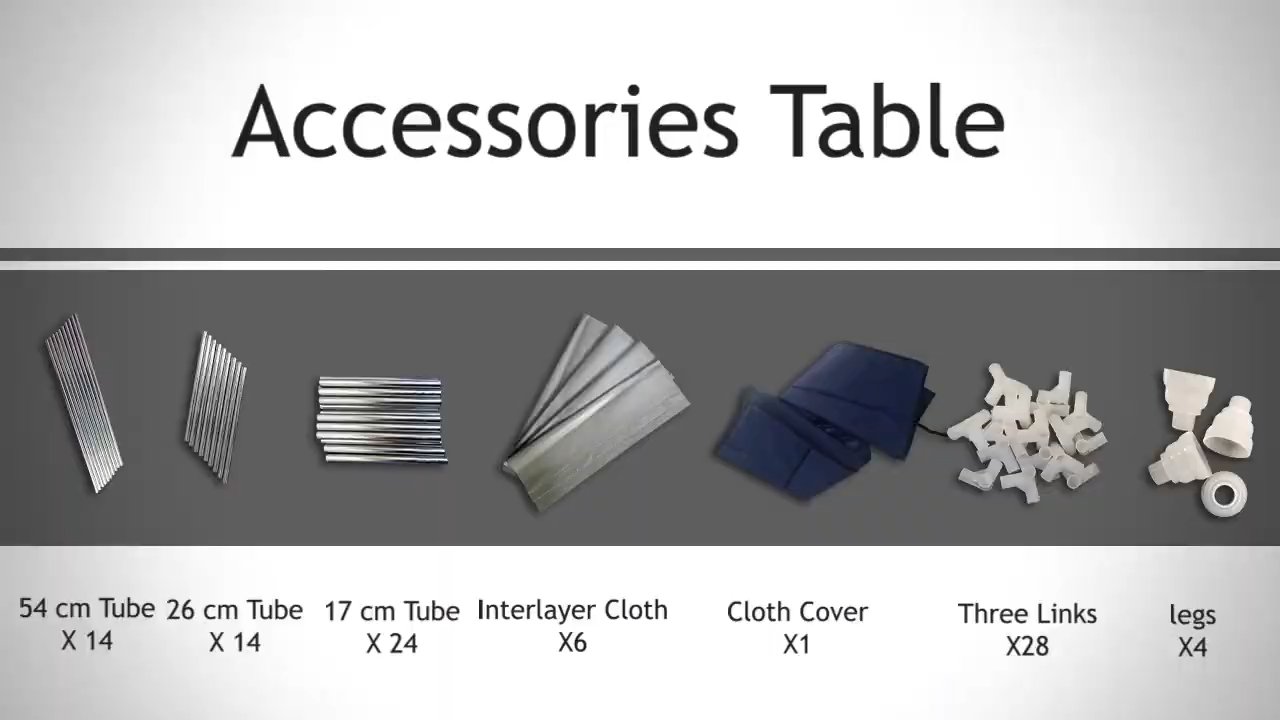 Accessories Table
54 cm Tube
X 14
26 cm Tube
X 14
17 cm Tube
X 24
Interlayer Cloth
X6
Cloth Cover
X1
Three Links
X28
legs
X4